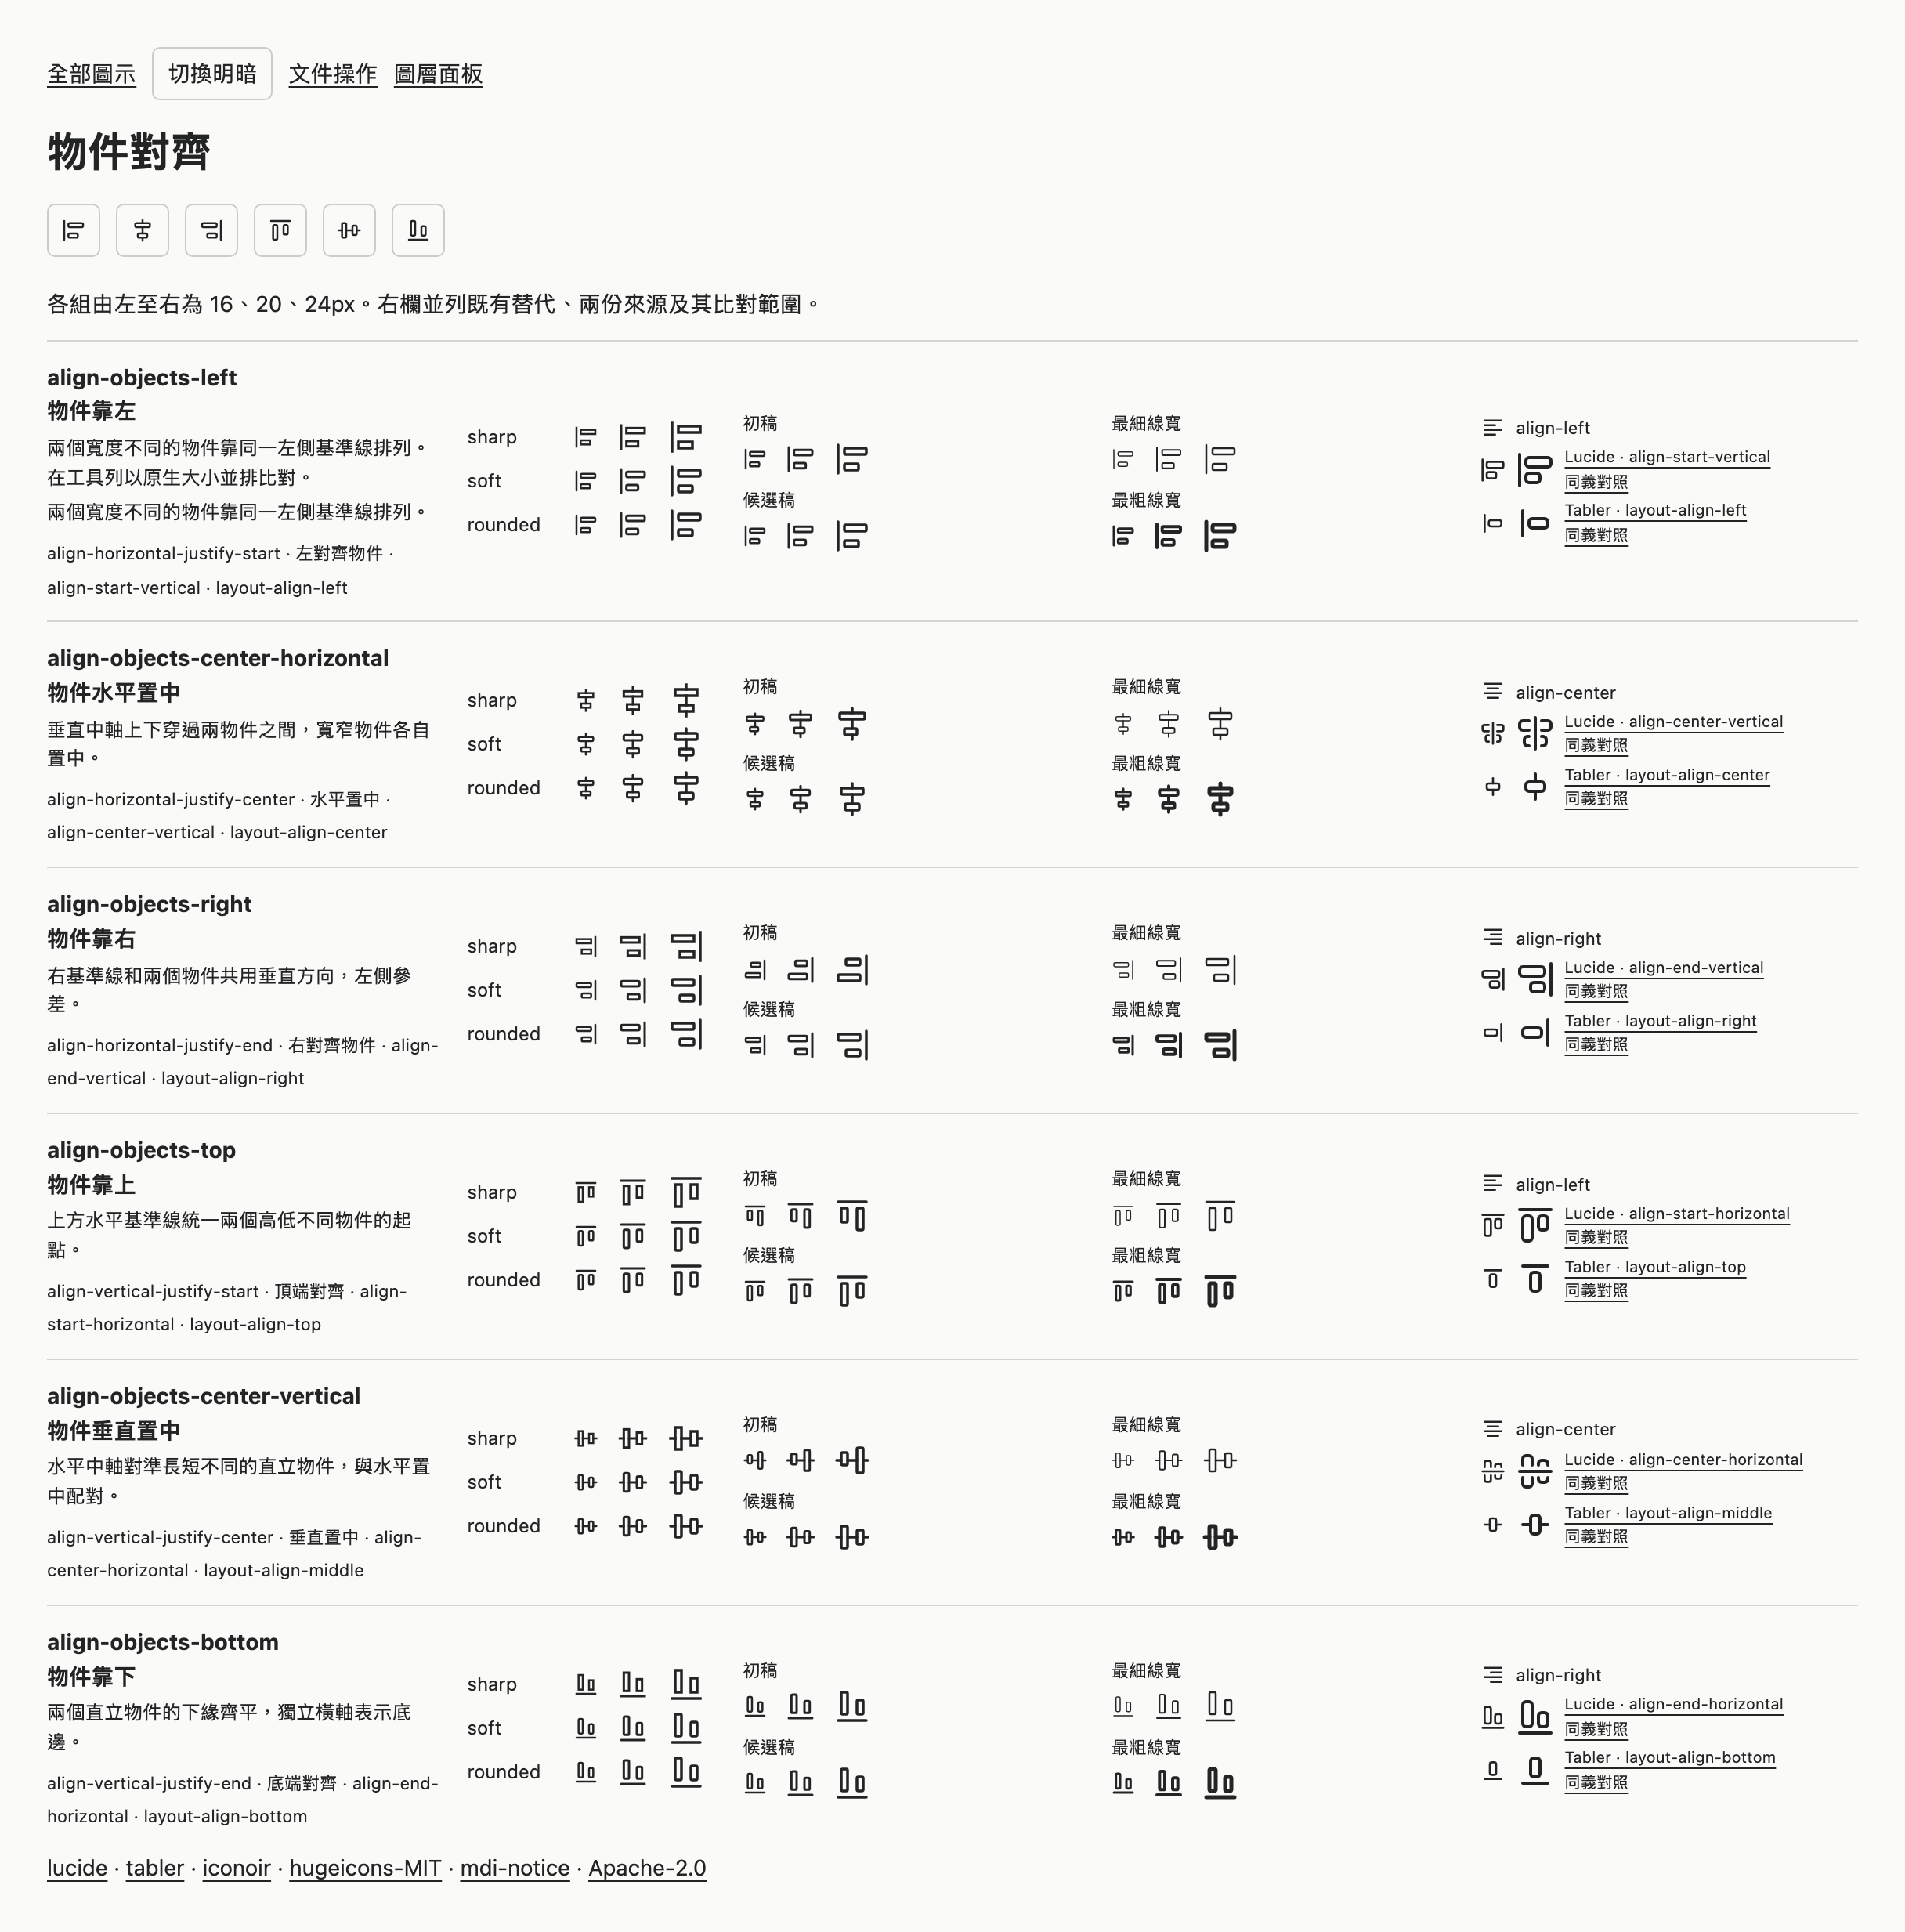 全部圖示 切換明暗 文件操作 圖層面板
物件對齊
各組由左至右為 16、20、24px。右欄並列既有替代、兩份來源及其比對範圍。
align-objects-left
物件靠左
兩個寬度不同的物件靠同一左側基準線排列。
在工具列以原生大小並排比對。
兩個寬度不同的物件靠同一左側基準線排列。
align-horizontal-justify-start · 左對齊物件 ·
align-start-vertical · layout-align-left
sharp
soft
rounded
初稿
候選稿
最細線寬
最粗線寬
align-left
Lucide · align-start-vertical
同義對照
Tabler · layout-align-left
同義對照
align-objects-center-horizontal
物件水平置中
垂直中軸上下穿過兩物件之間，寬窄物件各自
置中。
align-horizontal-justify-center · 水平置中 ·
align-center-vertical · layout-align-center
sharp
soft
rounded
初稿
候選稿
最細線寬
最粗線寬
align-center
Lucide · align-center-vertical
同義對照
Tabler · layout-align-center
同義對照
align-objects-right
物件靠右
右基準線和兩個物件共用垂直方向，左側參
差。
align-horizontal-justify-end · 右對齊物件 · align-
end-vertical · layout-align-right
sharp
soft
rounded
初稿
候選稿
最細線寬
最粗線寬
align-right
Lucide · align-end-vertical
同義對照
Tabler · layout-align-right
同義對照
align-objects-top
物件靠上
上方水平基準線統一兩個高低不同物件的起
點。
align-vertical-justify-start · 頂端對齊 · align-
start-horizontal · layout-align-top
sharp
soft
rounded
初稿
候選稿
最細線寬
最粗線寬
align-left
Lucide · align-start-horizontal
同義對照
Tabler · layout-align-top
同義對照
align-objects-center-vertical
物件垂直置中
水平中軸對準長短不同的直立物件，與水平置
中配對。
align-vertical-justify-center · 垂直置中 · align-
center-horizontal · layout-align-middle
sharp
soft
rounded
初稿
候選稿
最細線寬
最粗線寬
align-center
Lucide · align-center-horizontal
同義對照
Tabler · layout-align-middle
同義對照
align-objects-bottom
物件靠下
兩個直立物件的下緣齊平，獨立橫軸表示底
邊。
align-vertical-justify-end · 底端對齊 · align-end-
horizontal · layout-align-bottom
sharp
soft
rounded
初稿
候選稿
最細線寬
最粗線寬
align-right
Lucide · align-end-horizontal
同義對照
Tabler · layout-align-bottom
同義對照
lucide · tabler · iconoir · hugeicons-MIT · mdi-notice · Apache-2.0